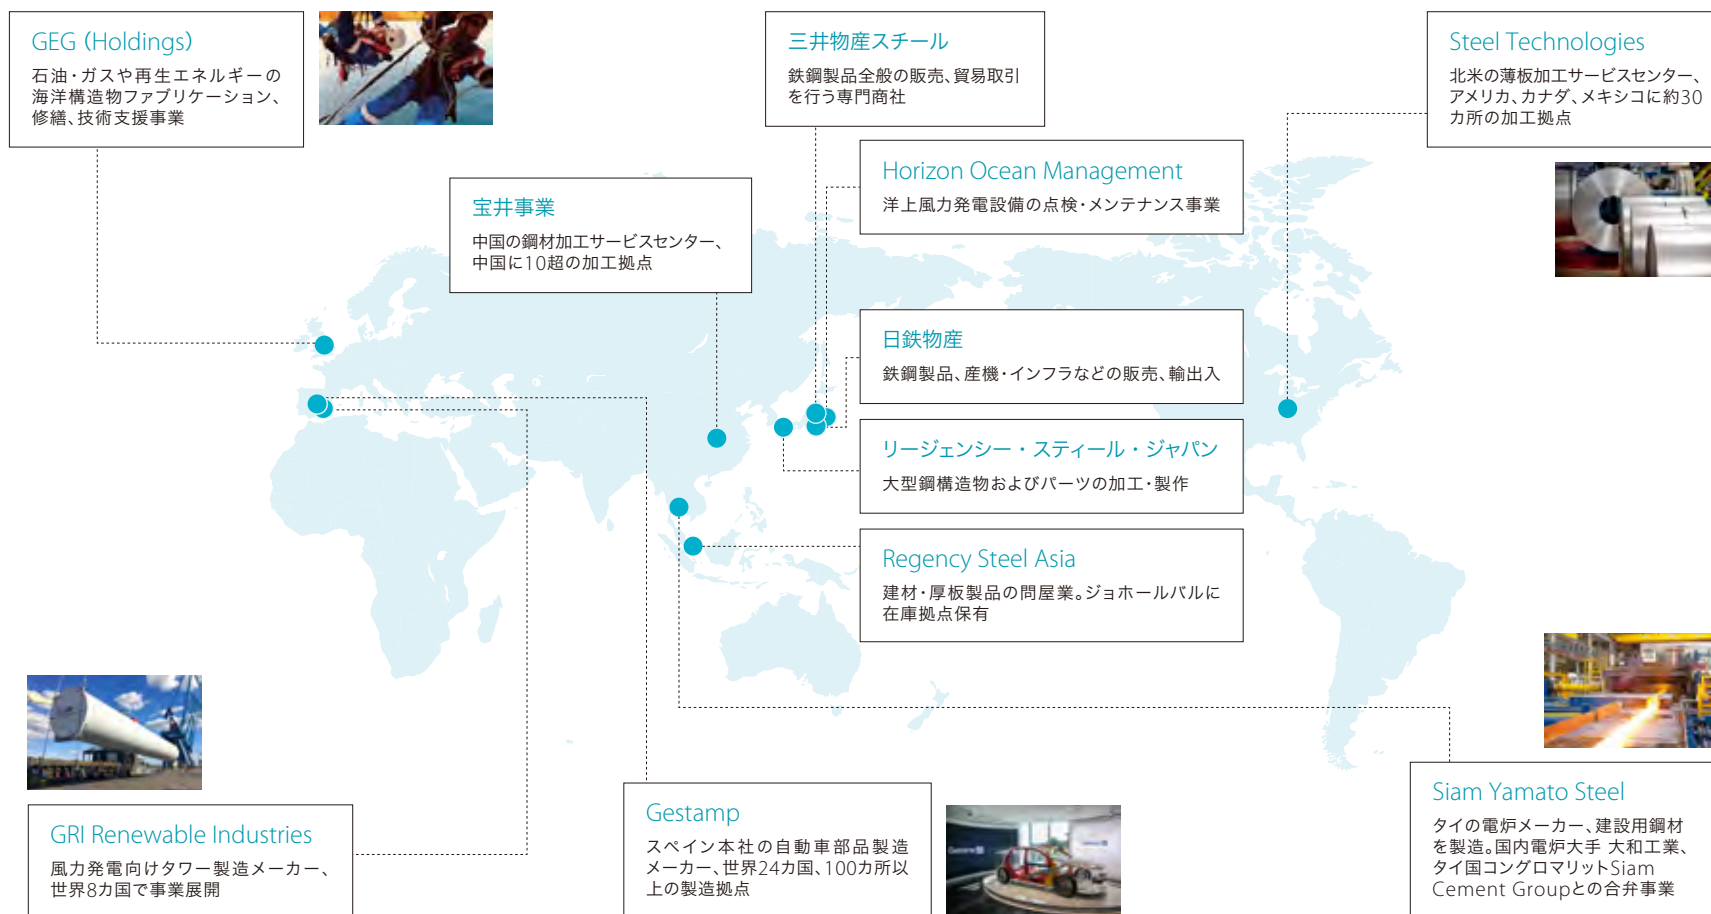 GEG (Holdings)
石油・ガスや再生エネルギーの
海洋構造物ファブリケーション、
修繕、技術支援事業
三井物産スチール
鉄鋼製品全般の販売、貿易取引
を行う専門商社
Steel Technologies
北米の薄板加工サービスセンター、
アメリカ、カナダ、メキシコに約30
カ所の加工拠点
宝井事業
中国の鋼材加工サービスセンター、
中国に10超の加工拠点
Horizon Ocean Management
洋上風力発電設備の点検・メンテナンス事業
日鉄物産
鉄鋼製品、産機・インフラなどの販売、輸出入
リージェンシー・スティール・ジャパン
大型鋼構造物およびパーツの加工・製作
Regency Steel Asia
建材・厚板製品の問屋業。ジョホールバルに
在庫拠点保有
GRI Renewable Industries
風力発電向けタワー製造メーカー、
世界8カ国で事業展開
Gestamp
スペイン本社の自動車部品製造
メーカー、世界24カ国、100カ所以
上の製造拠点
Siam Yamato Steel
タイの電炉メーカー、建設用鋼材
を製造。国内電炉大手 大和工業、
タイ国コングロマリットSiam
Cement Groupとの合弁事業